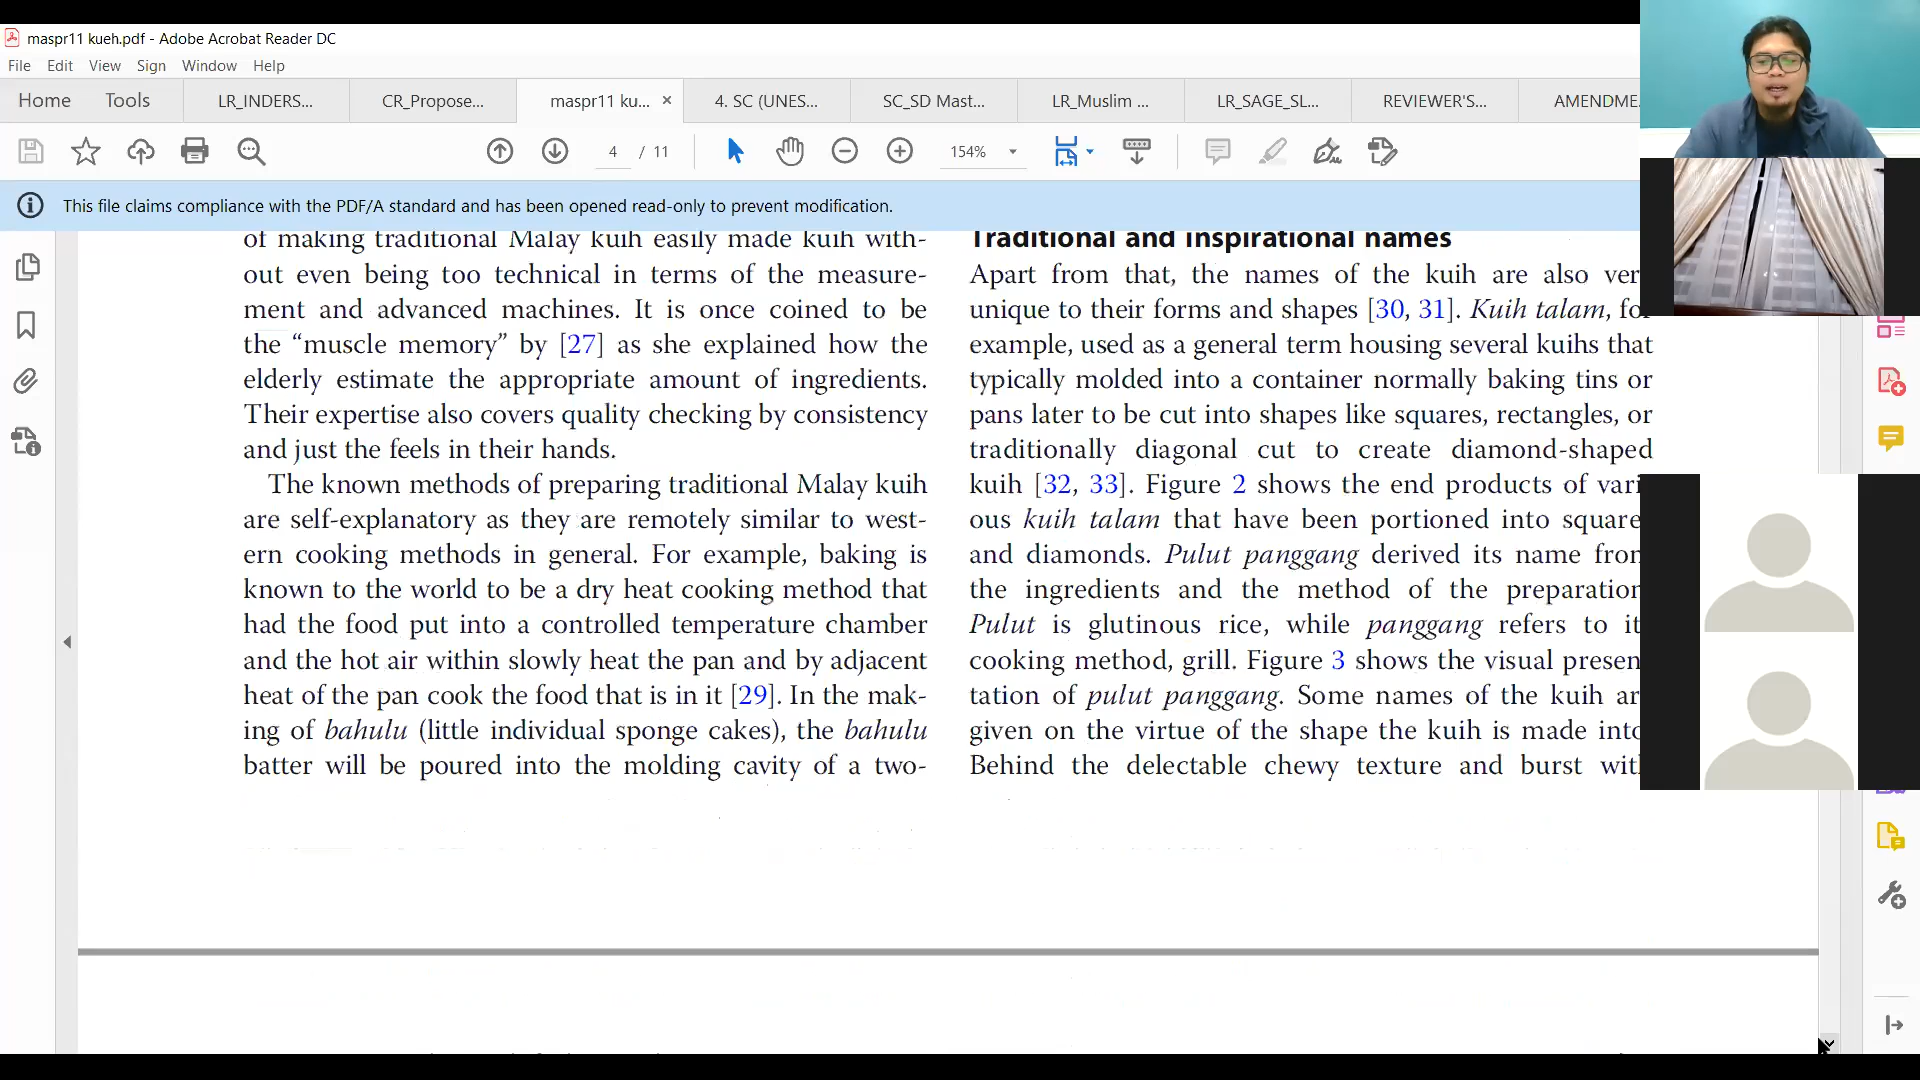 maspr11 kueh.pdf - Adobe Acrobat Reader DC
File Edit View Sign Window Help
Home Tools LR_INDERS... CR_Propose... maspr11 ku... × 4. SC (UNES... SC_SD Mast... LR_Muslim ... LR_SAGE_SL... REVIEWER'S... AMENDME
4 / 11 154%
This file claims compliance with the PDF/A standard and has been opened read-only to prevent modification.
of making traditional Malay kuih easily made kuih with-
out even being too technical in terms of the measure-
ment and advanced machines. It is once coined to be
the “muscle memory” by [27] as she explained how the
elderly estimate the appropriate amount of ingredients.
Their expertise also covers quality checking by consistency
and just the feels in their hands.
The known methods of preparing traditional Malay kuih
are self-explanatory as they are remotely similar to west-
ern cooking methods in general. For example, baking is
known to the world to be a dry heat cooking method that
had the food put into a controlled temperature chamber
and the hot air within slowly heat the pan and by adjacent
heat of the pan cook the food that is in it [29]. In the mak-
ing of bahulu (little individual sponge cakes), the bahulu
batter will be poured into the molding cavity of a two-
Traditional and inspirational names
Apart from that, the names of the kuih are also ver
unique to their forms and shapes [30, 31]. Kuih talam, fo
example, used as a general term housing several kuihs that
typically molded into a container normally baking tins or
pans later to be cut into shapes like squares, rectangles, or
traditionally diagonal cut to create diamond-shaped
kuih [32, 33]. Figure 2 shows the end products of vari
ous kuih talam that have been portioned into square
and diamonds. Pulut panggang derived its name from
the ingredients and the method of the preparation
Pulut is glutinous rice, while panggang refers to it
cooking method, grill. Figure 3 shows the visual presen
tation of pulut panggang. Some names of the kuih ar
given on the virtue of the shape the kuih is made into
Behind the delectable chewy texture and burst with